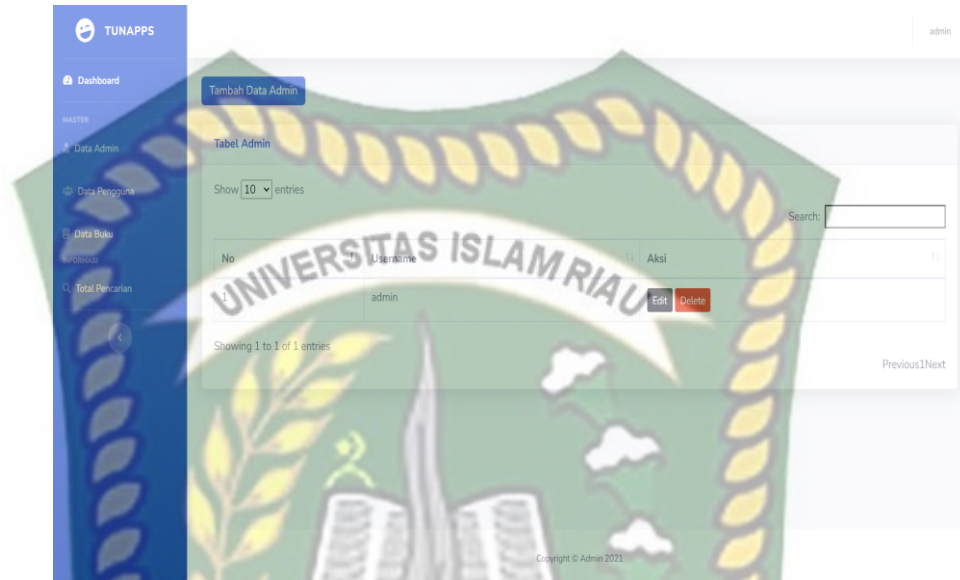 TUNAPPS
admin
Dashboard
Tambah Data Admin
MASTER
Data Admin
Tabel Admin
Data Pengguna
Show 10 entries
Search:
Data Buku
INFORMASI
No Username Aksi
Total Pencarian
1 admin Edit Delete
Showing 1 to 1 of 1 entries
Previous1Next
Copyright © Admin 2021
UNIVERSITAS ISLAM RIAU